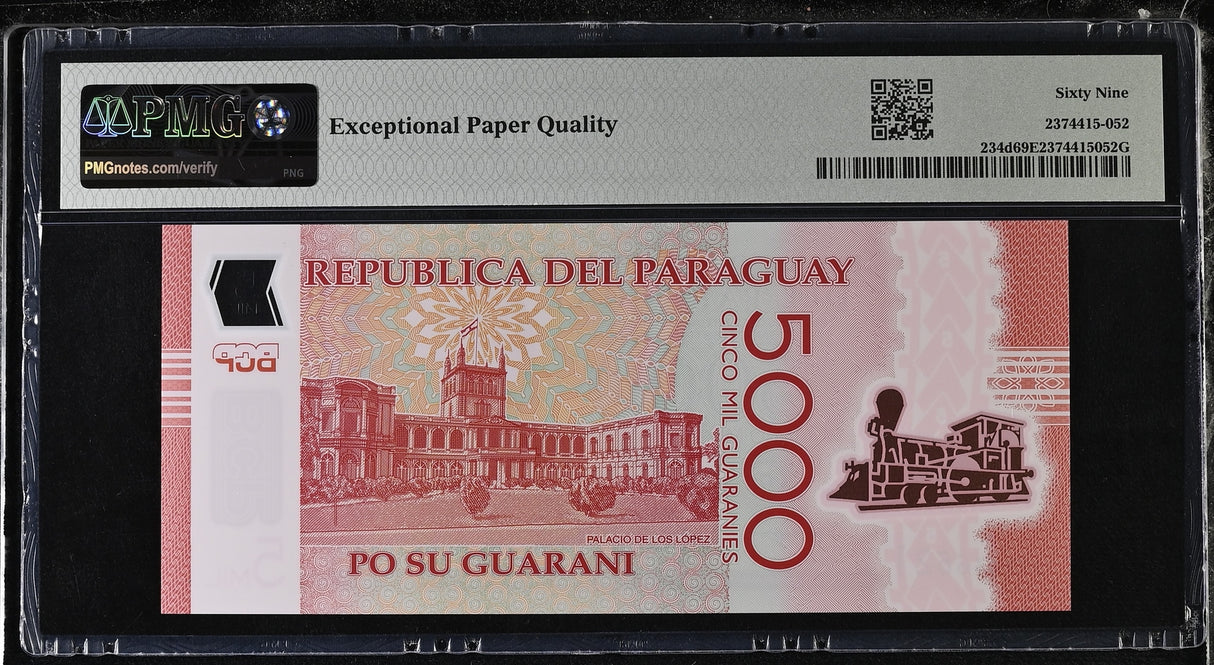 PMG
PMGnotes.com/verify
PNG
Exceptional Paper Quality
Sixty Nine
2374415-052
234d69E2374415052G
REPUBLICA DEL PARAGUAY
BCP
5000
CINCO MIL GUARANIES
PALACIO DE LOS LÓPEZ
PO SU GUARANI